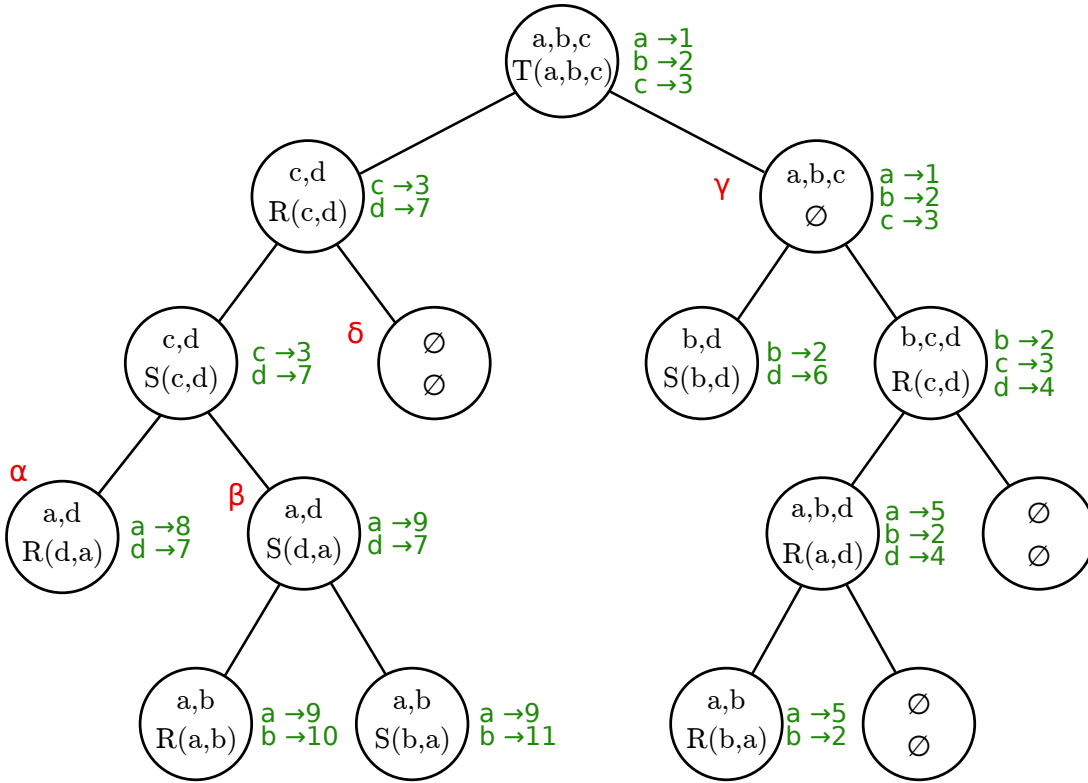 a,b,c
T(a,b,c)
a →1
b →2
c →3
c,d
R(c,d)
c →3
d →7
γ
a,b,c
∅
a →1
b →2
c →3
c,d
S(c,d)
c →3
d →7
δ
∅
∅
b,d
S(b,d)
b →2
d →6
b,c,d
R(c,d)
b →2
c →3
d →4
α
a,d
R(d,a)
a →8
d →7
β
a,d
S(d,a)
a →9
d →7
a,b,d
R(a,d)
a →5
b →2
d →4
∅
∅
a,b
R(a,b)
a →9
b →10
a,b
S(b,a)
a →9
b →11
a,b
R(b,a)
a →5
b →2
∅
∅